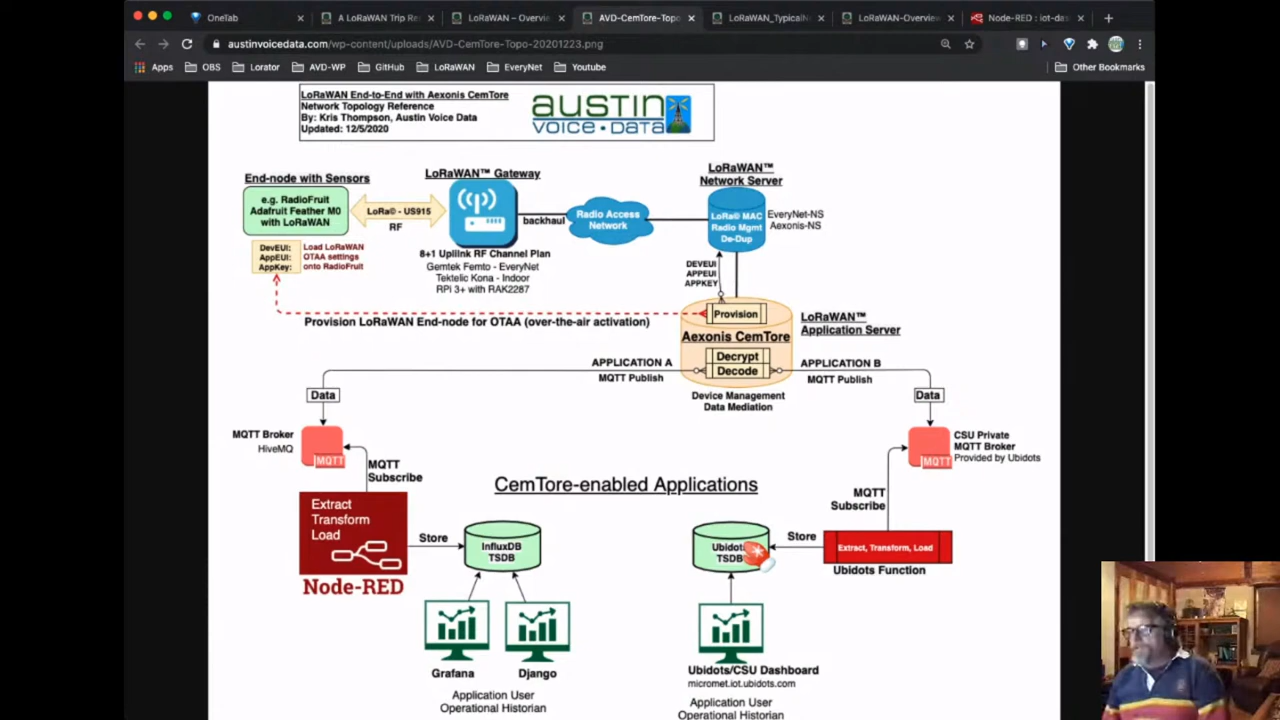 OneTab
A LoRaWAN Trip Re
LoRaWAN – Overvie
AVD-CemTore-Topo-
LoRaWAN_TypicalN
LoRaWAN-Overview
Node-RED : iot-da
austinvoicedata.com/wp-content/uploads/AVD-CemTore-Topo-20201223.png
Apps
OBS
Lorator
AVD-WP
GitHub
LoRaWAN
EveryNet
Youtube
Other Bookmarks
LoRaWAN End-to-End with Aexonis CemTore
Network Topology Reference
By: Kris Thompson, Austin Voice Data
Updated: 12/5/2020
AUSTIN
VOICE • DATA
End-node with Sensors
e.g. RadioFruit
Adafruit Feather M0
with LoRaWAN
DevEUI:
AppEUI:
AppKey:
Load LoRaWAN
OTAA settings
onto RadioFruit
LoRa© - US915
RF
LoRaWAN™ Gateway
8+1 Uplink RF Channel Plan
Gemtek Femto - EveryNet
Tektelic Kona - Indoor
RPi 3+ with RAK2287
backhaul
Radio Access
Network
LoRaWAN™
Network Server
LoRa© MAC
Radio Mgmt
De-Dup
EveryNet-NS
Aexonis-NS
DEVEUI
APPEUI
APPKEY
Provision LoRaWAN End-node for OTAA (over-the-air activation)
Provision
Aexonis CemTore
Decrypt
Decode
LoRaWAN™
Application Server
Device Management
Data Mediation
APPLICATION A
MQTT Publish
APPLICATION B
MQTT Publish
Data
Data
MQTT Broker
HiveMQ
MQTT
MQTT
Subscribe
CSU Private
MQTT Broker
Provided by Ubidots
MQTT
MQTT
Subscribe
CemTore-enabled Applications
Extract
Transform
Load
Node-RED
Store
InfluxDB
TSDB
Ubidots
TSDB
Store
Extract, Transform, Load
Ubidots Function
Grafana
Django
Application User
Operational Historian
Ubidots/CSU Dashboard
micromet.iot.ubidots.com
Application User
Operational Historian